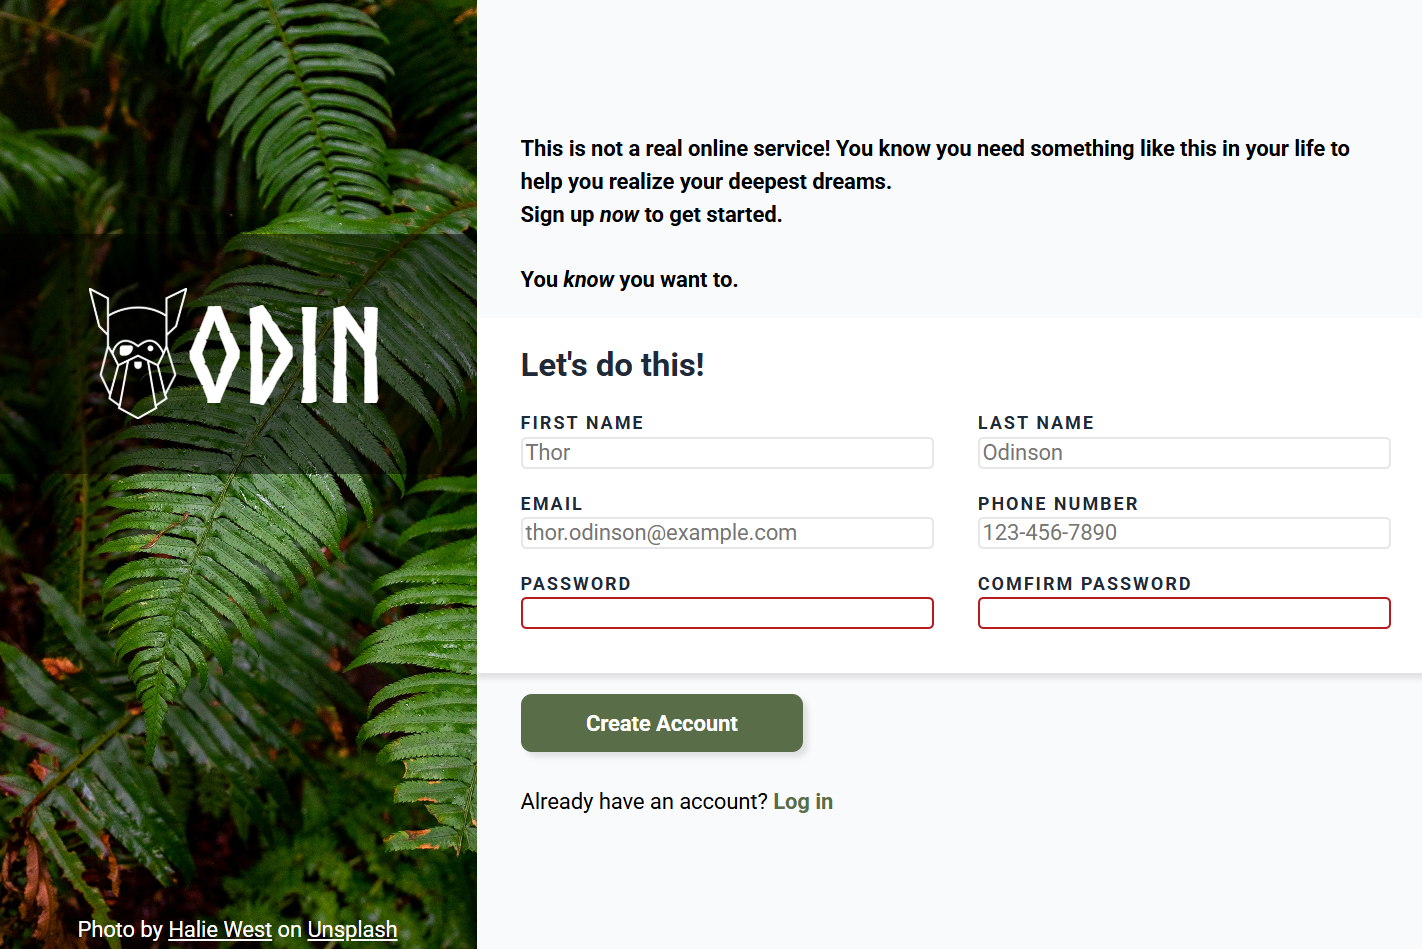 ODIN
Photo by Halie West on Unsplash
This is not a real online service! You know you need something like this in your life to
help you realize your deepest dreams.
Sign up now to get started.
You know you want to.
Let's do this!
FIRST NAME
Thor
LAST NAME
Odinson
EMAIL
thor.odinson@example.com
PHONE NUMBER
123-456-7890
PASSWORD
COMFIRM PASSWORD
Create Account
Already have an account? Log in